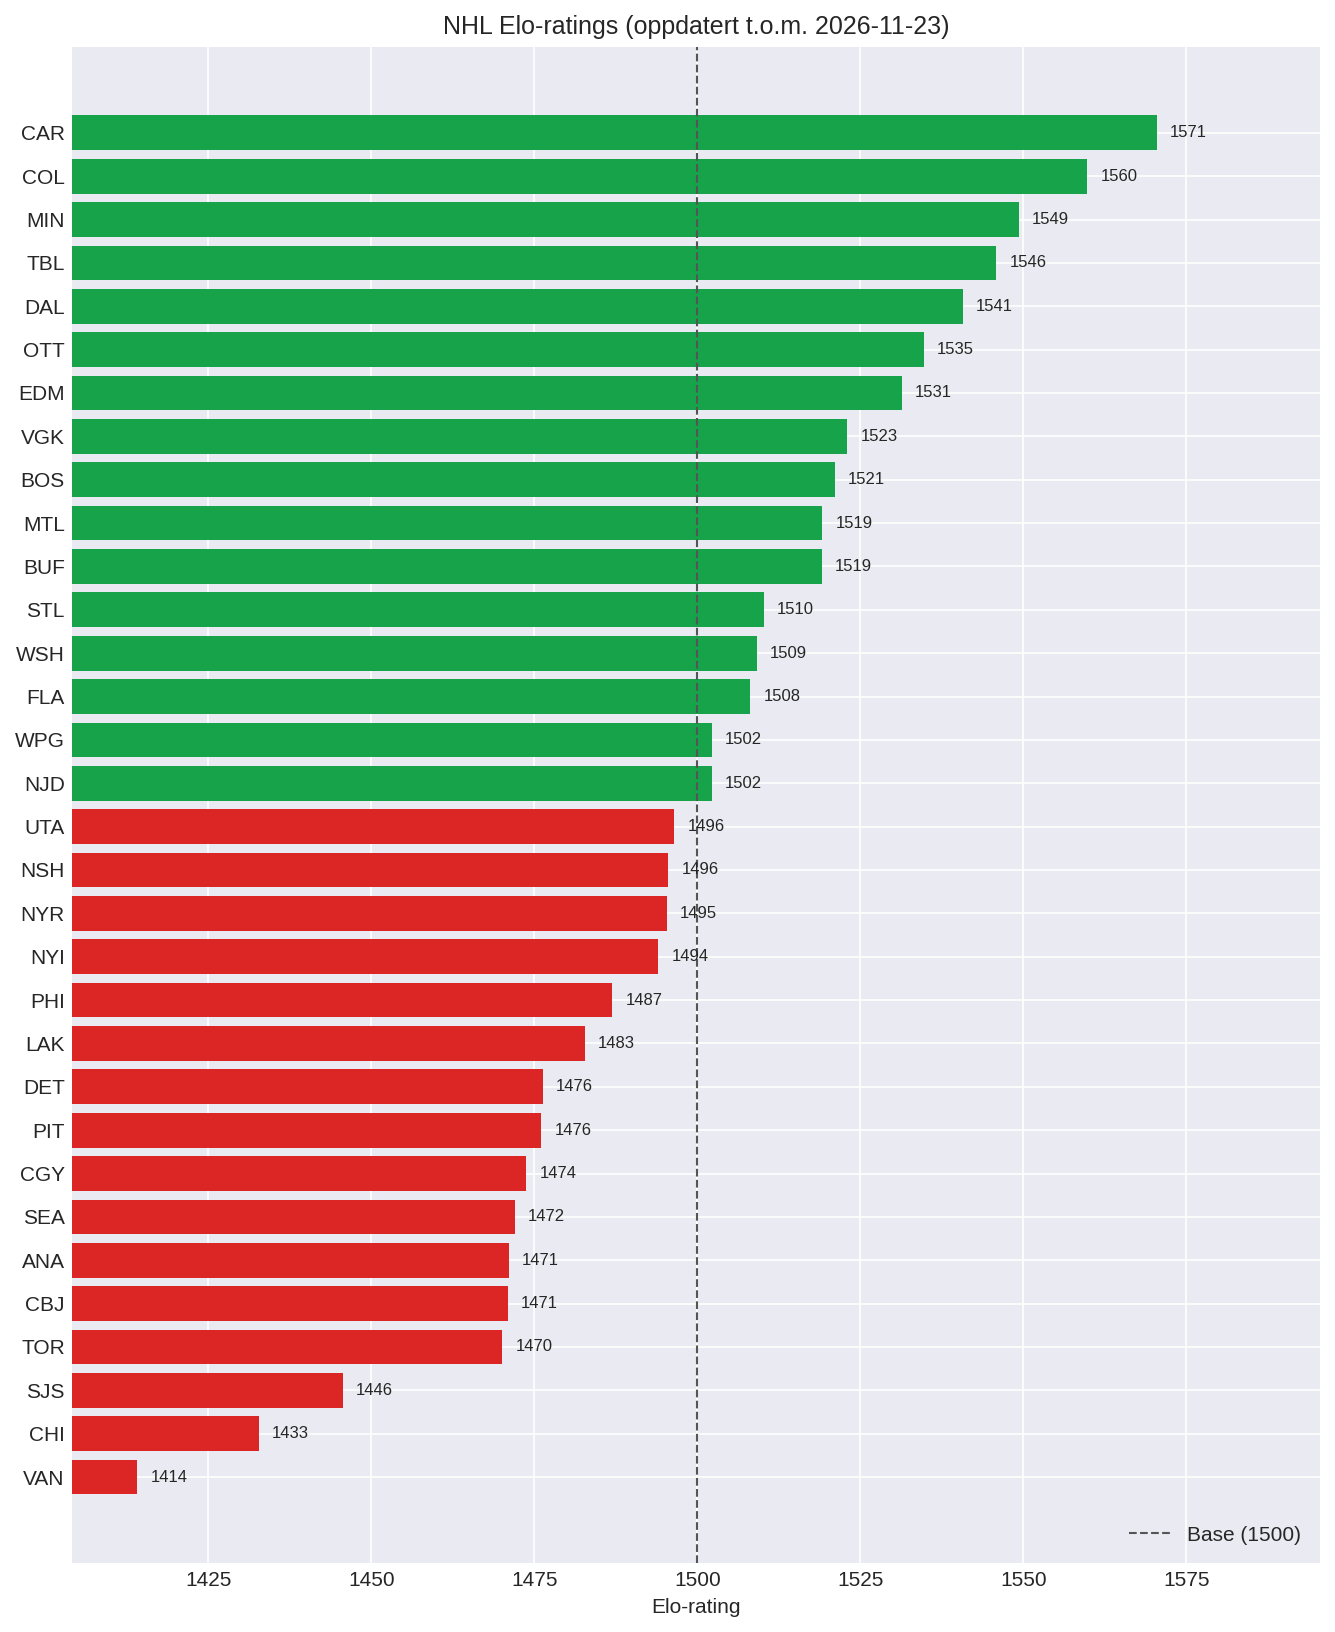 NHL Elo-ratings (oppdatert t.o.m. 2026-11-23)
CAR 1571
COL 1560
MIN 1549
TBL 1546
DAL 1541
OTT 1535
EDM 1531
VGK 1523
BOS 1521
MTL 1519
BUF 1519
STL 1510
WSH 1509
FLA 1508
WPG 1502
NJD 1502
UTA 1496
NSH 1496
NYR 1495
NYI 1494
PHI 1487
LAK 1483
DET 1476
PIT 1476
CGY 1474
SEA 1472
ANA 1471
CBJ 1471
TOR 1470
SJS 1446
CHI 1433
VAN 1414
Base (1500)
1425 1450 1475 1500 1525 1550 1575
Elo-rating